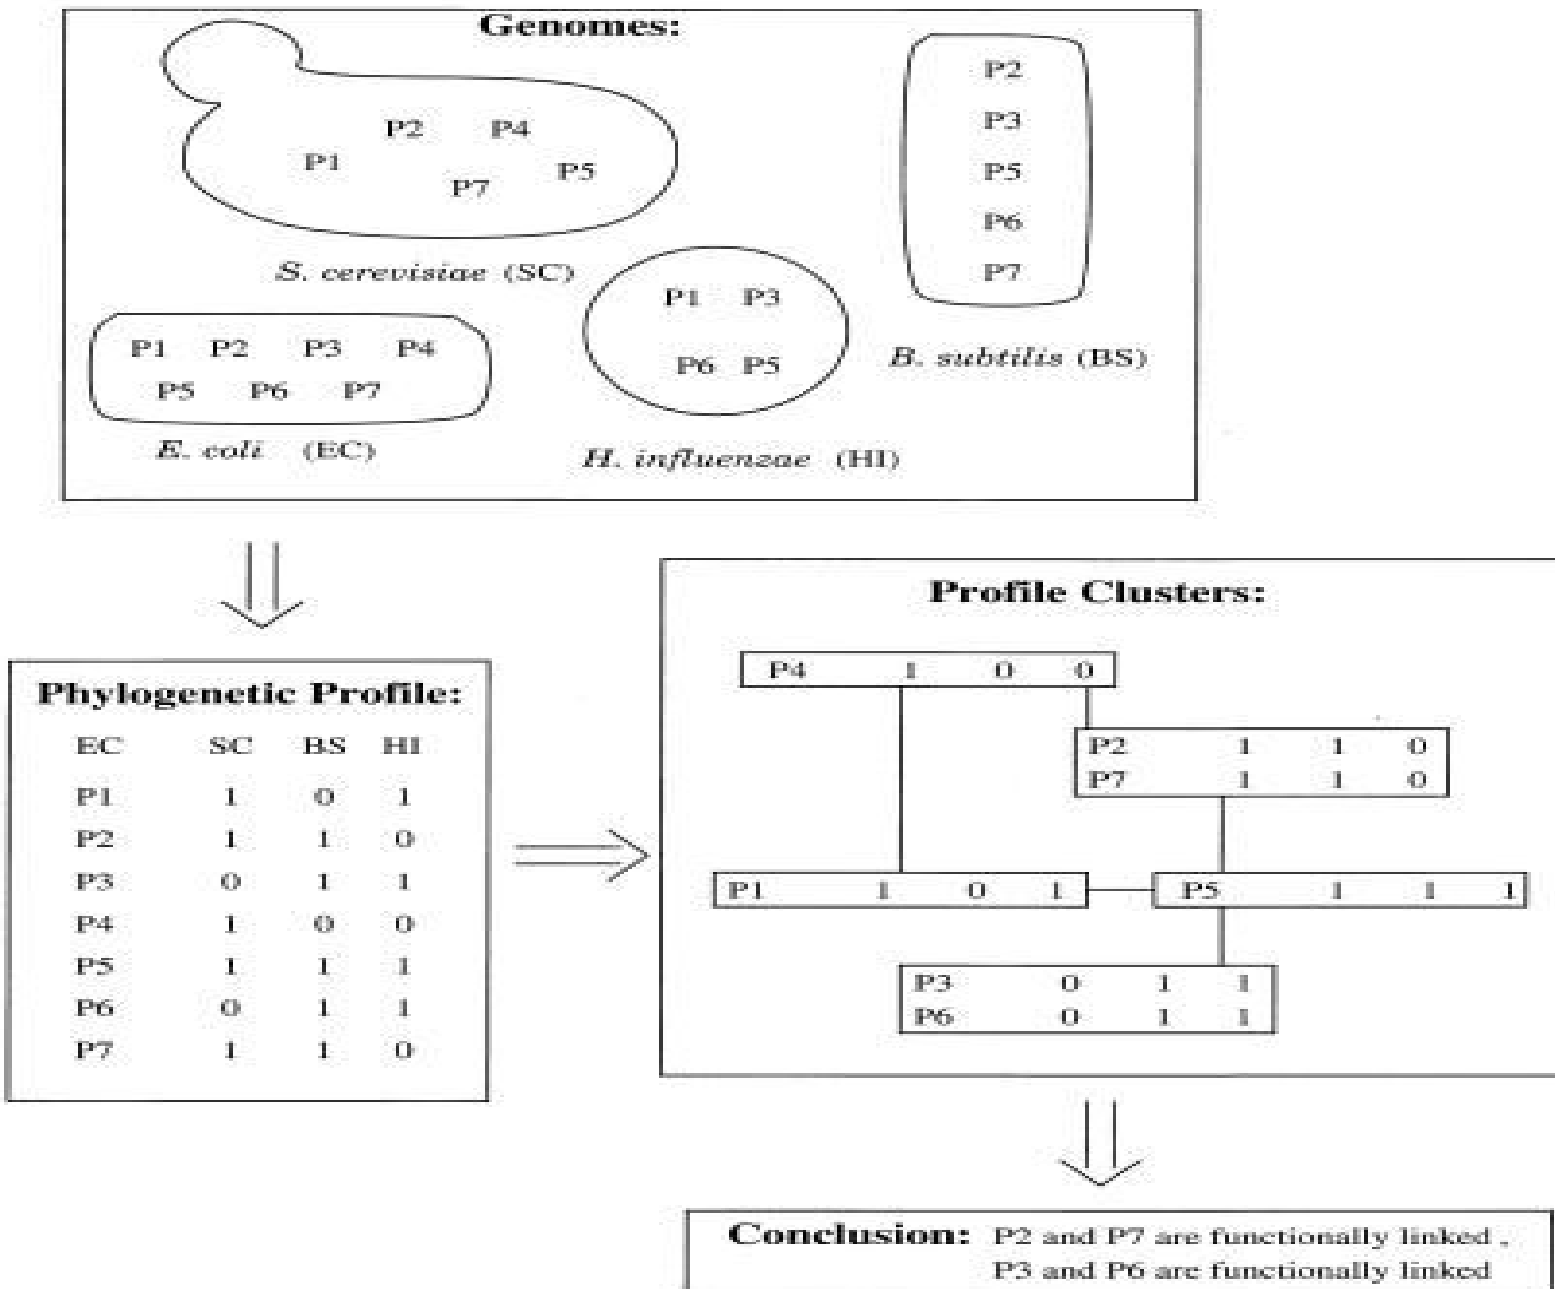 Genomes:
P2 P4
P1 P7 P5
S. cerevisiae (SC)
P2
P3
P5
P6
P7
B. subtilis (BS)
P1 P2 P3 P4
P5 P6 P7
E. coli (EC)
P1 P3
P6 P5
H. influenzae (HI)
Phylogenetic Profile:
EC SC BS HI
P1 1 0 1
P2 1 1 0
P3 0 1 1
P4 1 0 0
P5 1 1 1
P6 0 1 1
P7 1 1 0
Profile Clusters:
P4 1 0 0
P2 1 1 0
P7 1 1 0
P1 1 0 1
P5 1 1 1
P3 0 1 1
P6 0 1 1
Conclusion: P2 and P7 are functionally linked ,
P3 and P6 are functionally linked